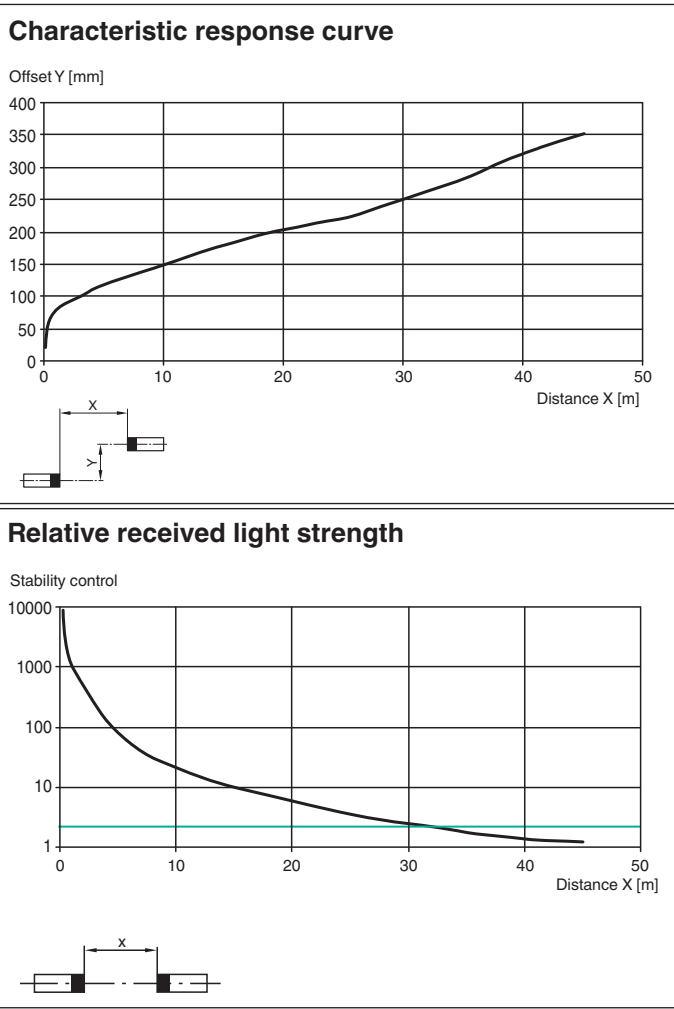 Characteristic response curve
Offset Y [mm]
400
350
300
250
200
150
100
50
0
0 10 20 30 40 50
Distance X [m]
X
Y
Relative received light strength
Stability control
10000
1000
100
10
1
0 10 20 30 40 50
Distance X [m]
x